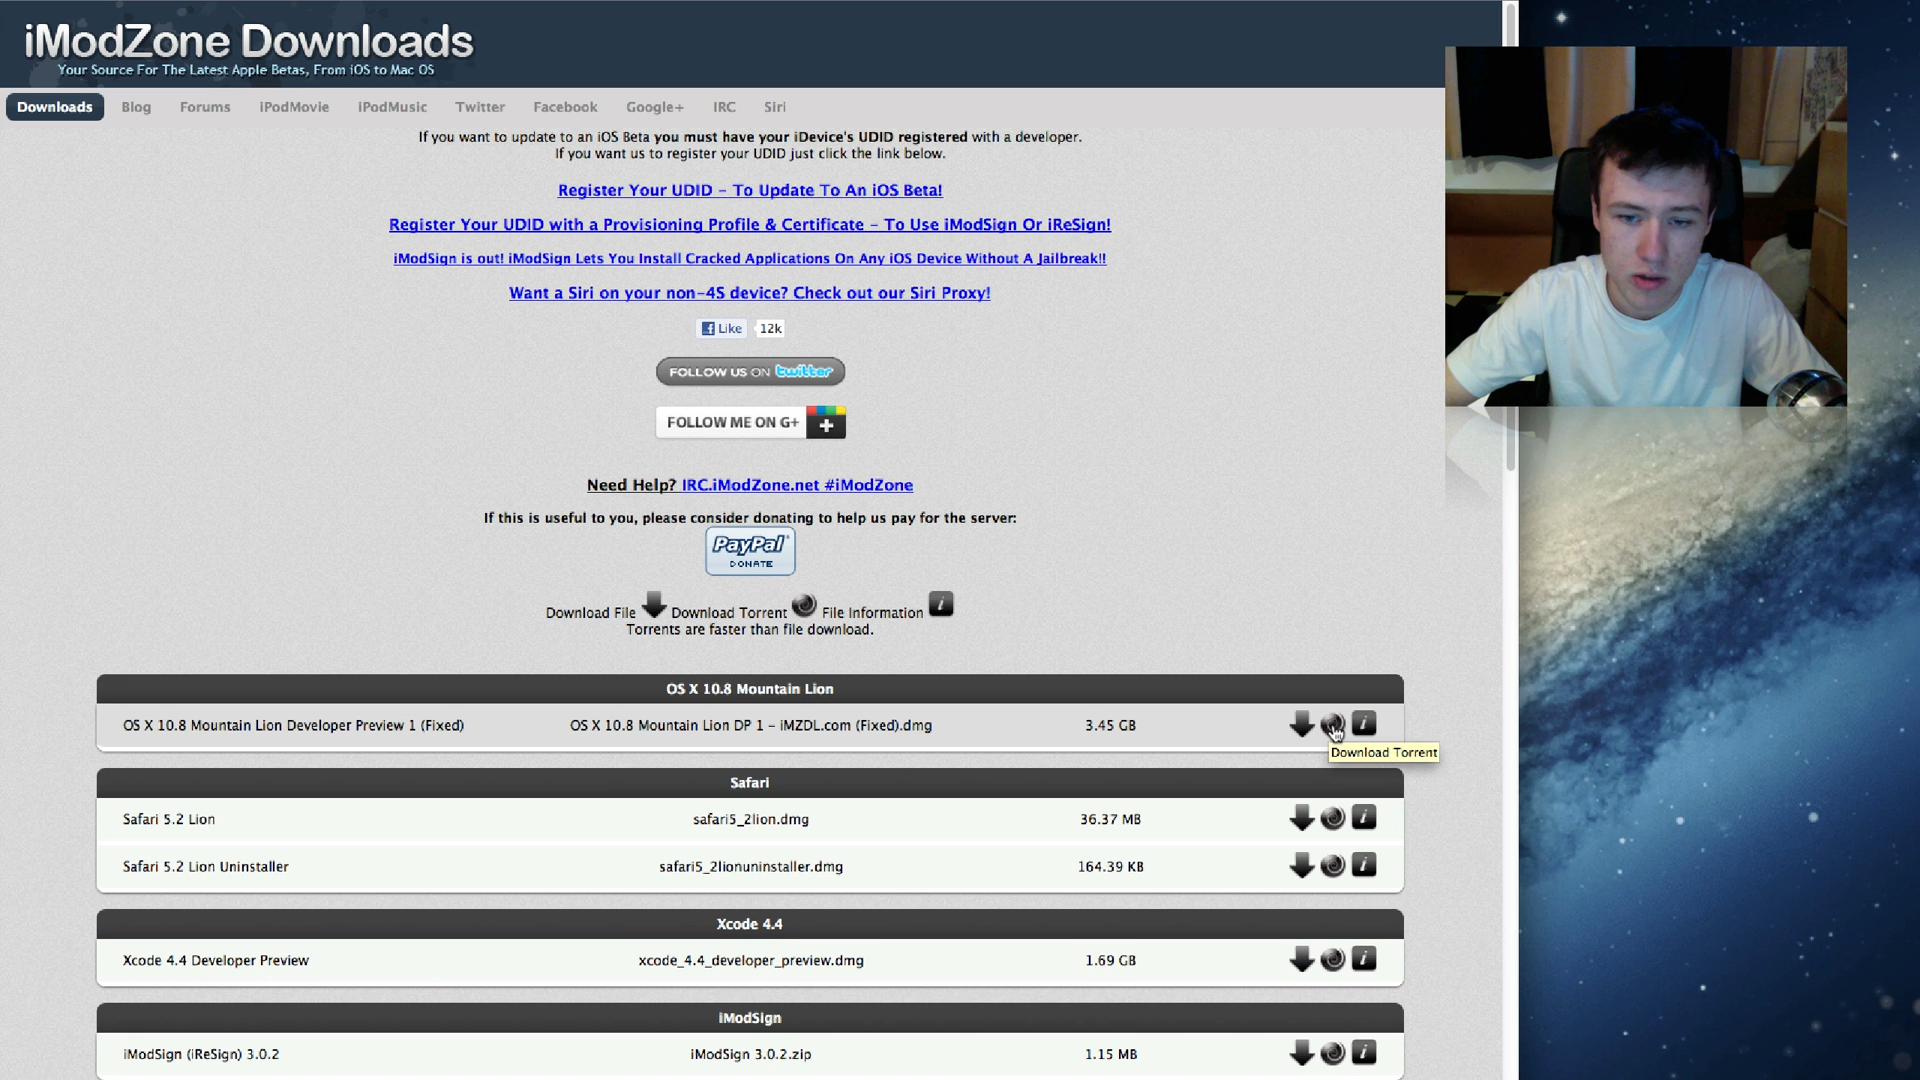 iModZone Downloads
Your Source For The Latest Apple Betas, From iOS to Mac OS
Downloads Blog Forums iPodMovie iPodMusic Twitter Facebook Google+ IRC Siri
If you want to update to an iOS Beta you must have your iDevice's UDID registered with a developer.
If you want us to register your UDID just click the link below.
Register Your UDID – To Update To An iOS Beta!
Register Your UDID with a Provisioning Profile & Certificate – To Use iModSign Or iReSign!
iModSign is out! iModSign Lets You Install Cracked Applications On Any iOS Device Without A Jailbreak!!
Want a Siri on your non-4S device? Check out our Siri Proxy!
Like 12k
FOLLOW US ON twitter
FOLLOW ME ON G+ +
Need Help? IRC.iModZone.net #iModZone
If this is useful to you, please consider donating to help us pay for the server:
PayPal
DONATE
Download File Download Torrent File Information i
Torrents are faster than file download.
OS X 10.8 Mountain Lion
OS X 10.8 Mountain Lion Developer Preview 1 (Fixed) OS X 10.8 Mountain Lion DP 1 – iMZDL.com (Fixed).dmg 3.45 GB i
Download Torrent
Safari
Safari 5.2 Lion safari5_2lion.dmg 36.37 MB i
Safari 5.2 Lion Uninstaller safari5_2lionuninstaller.dmg 164.39 KB i
Xcode 4.4
Xcode 4.4 Developer Preview xcode_4.4_developer_preview.dmg 1.69 GB i
iModSign
iModSign (iReSign) 3.0.2 iModSign 3.0.2.zip 1.15 MB i